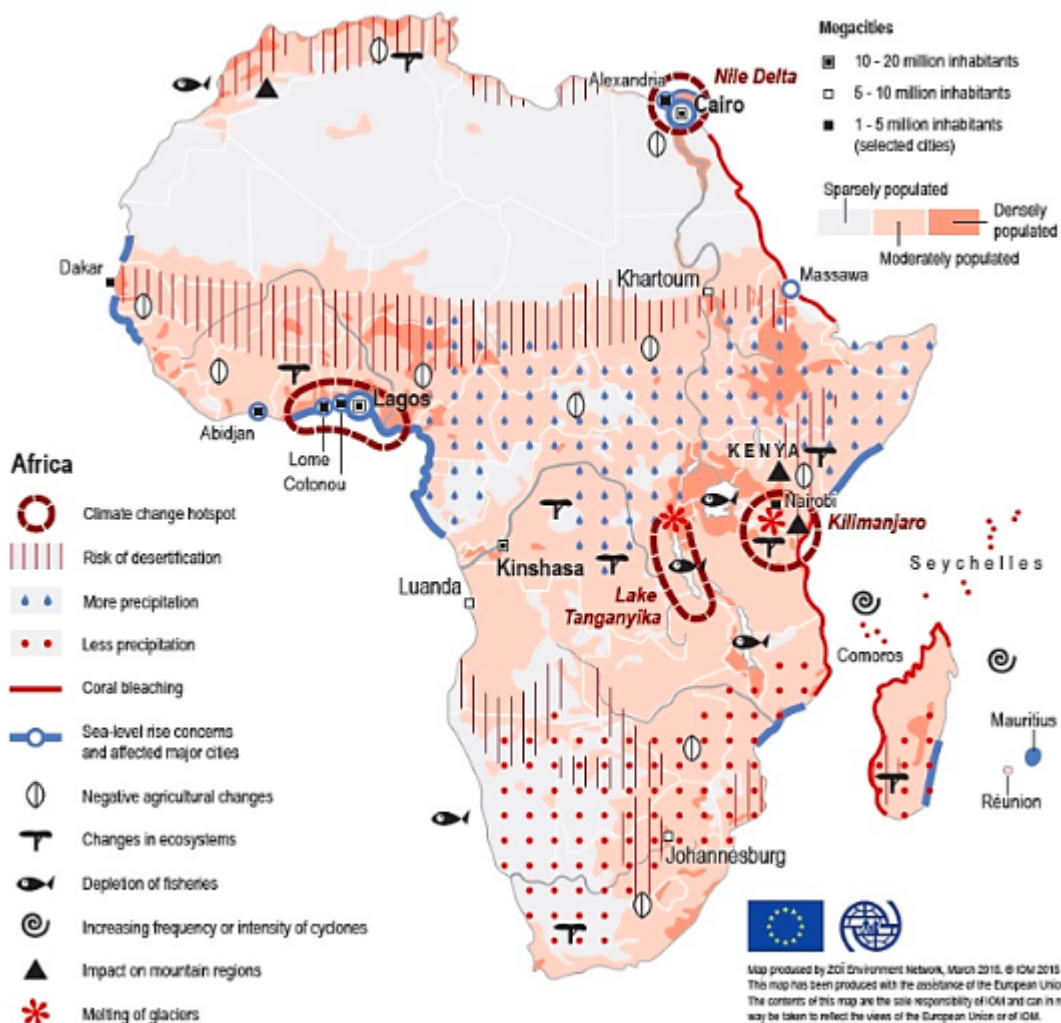 Megacities
10 - 20 million inhabitants
5 - 10 million inhabitants
1 - 5 million inhabitants
(selected cities)
Sparsely populated
Densely
populated
Moderately populated
Alexandria
Nile Delta
Cairo
Dakar
Khartoum
Massawa
Lagos
Abidjan
Lome
Cotonou
KENYA
Nairobi
Kilimanjaro
Kinshasa
Luanda
Lake
Tanganyika
Seychelles
Comoros
Mauritius
Réunion
Johannesburg
Africa
Climate change hotspot
Risk of desertification
More precipitation
Less precipitation
Coral bleaching
Sea-level rise concerns
and affected major cities
Negative agricultural changes
Changes in ecosystems
Depletion of fisheries
Increasing frequency or intensity of cyclones
Impact on mountain regions
Melting of glaciers
Map produced by ZOÏ Environment Network, March 2015. © IOM 2015
This map has been produced with the assistance of the European Unio
The contents of this map are the sole responsibility of IOM and can in n
way be taken to reflect the views of the European Union or of IOM.